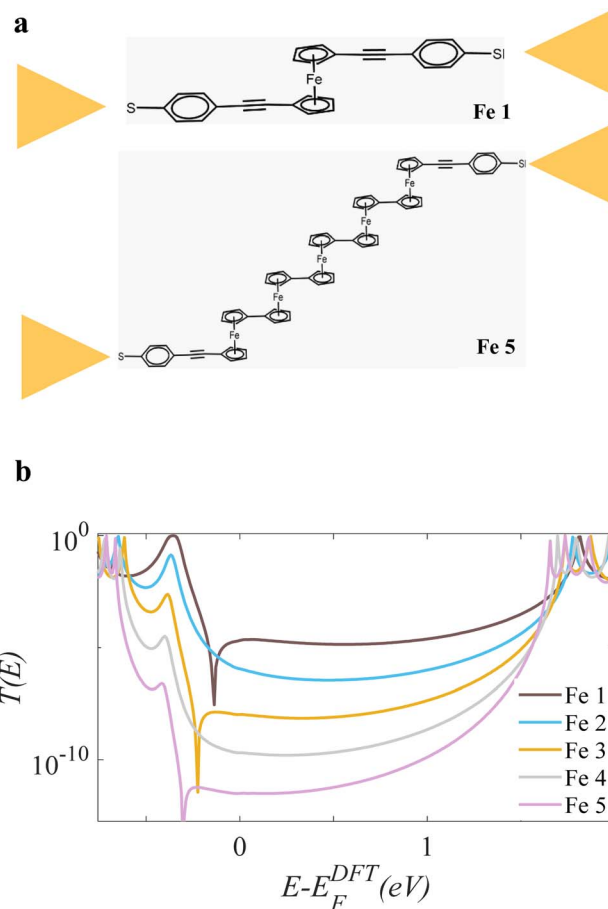 a
Fe
SI
S
Fe 1
SI
Fe
Fe
Fe
Fe
Fe
S
Fe 5
b
10^0
T(E)
10^-10
Fe 1
Fe 2
Fe 3
Fe 4
Fe 5
0
1
E-E_F^DFT(eV)